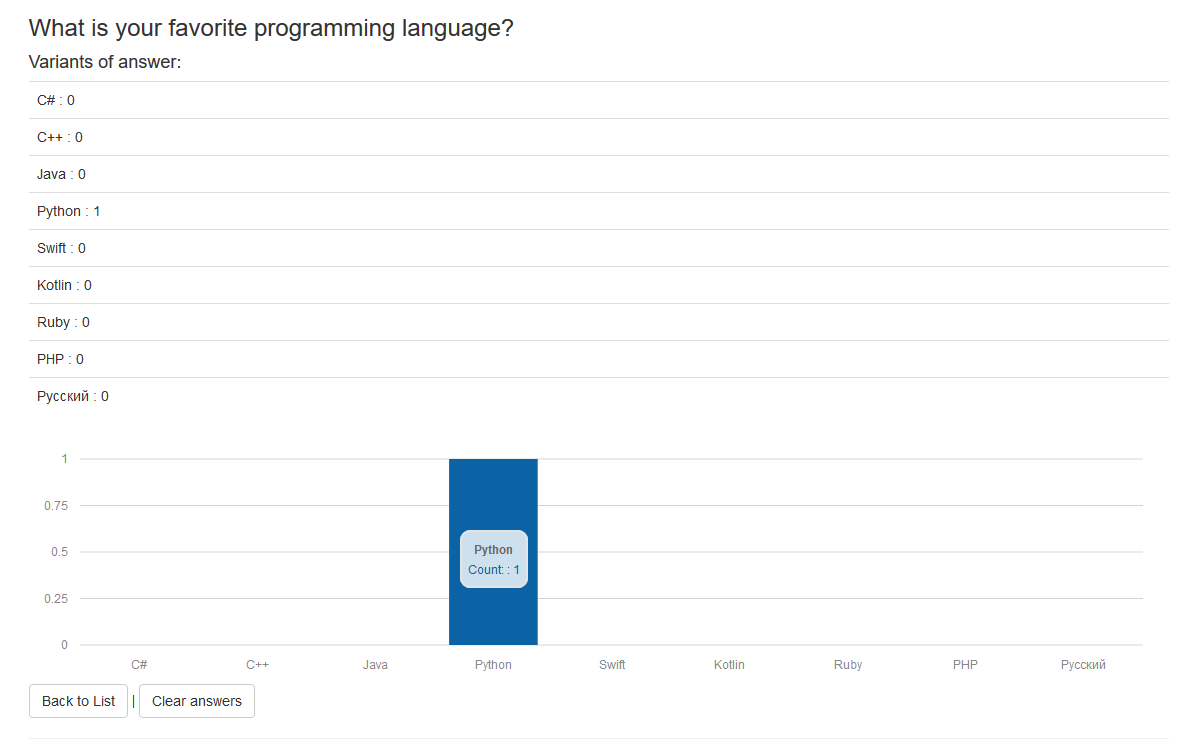 What is your favorite programming language?
Variants of answer:
C# : 0
C++ : 0
Java : 0
Python : 1
Swift : 0
Kotlin : 0
Ruby : 0
PHP : 0
Русский : 0
1
0.75
0.5
0.25
0
Python
Count: : 1
C# C++ Java Python Swift Kotlin Ruby PHP Русский
Back to List | Clear answers